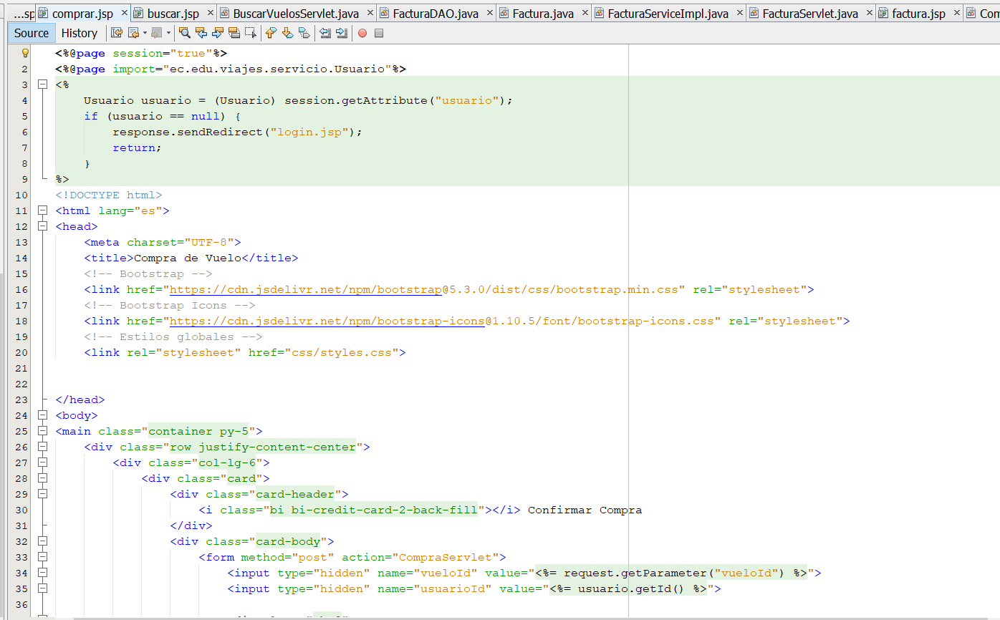 ...sp comprar.jsp × buscar.jsp × BuscarVuelosServlet.java × FacturaDAO.java × Factura.java × FacturaServiceImpl.java × FacturaServlet.java × factura.jsp ×
Source History
<%@page session="true"%>
2 <%@page import="ec.edu.viajes.servicio.Usuario"%>
3 <%
4 Usuario usuario = (Usuario) session.getAttribute("usuario");
5 if (usuario == null) {
6 response.sendRedirect("login.jsp");
7 return;
8 }
9 %>
10 <!DOCTYPE html>
11 <html lang="es">
12 <head>
13 <meta charset="UTF-8">
14 <title>Compra de Vuelo</title>
15 <!-- Bootstrap -->
16 <link href="https://cdn.jsdelivr.net/npm/bootstrap@5.3.0/dist/css/bootstrap.min.css" rel="stylesheet">
17 <!-- Bootstrap Icons -->
18 <link href="https://cdn.jsdelivr.net/npm/bootstrap-icons@1.10.5/font/bootstrap-icons.css" rel="stylesheet">
19 <!-- Estilos globales -->
20 <link rel="stylesheet" href="css/styles.css">
21
22
23 </head>
24 <body>
25 <main class="container py-5">
26 <div class="row justify-content-center">
27 <div class="col-lg-6">
28 <div class="card">
29 <div class="card-header">
30 <i class="bi bi-credit-card-2-back-fill"></i> Confirmar Compra
31 </div>
32 <div class="card-body">
33 <form method="post" action="CompraServlet">
34 <input type="hidden" name="vueloId" value="<%= request.getParameter("vueloId") %>">
35 <input type="hidden" name="usuarioId" value="<%= usuario.getId() %>">
36